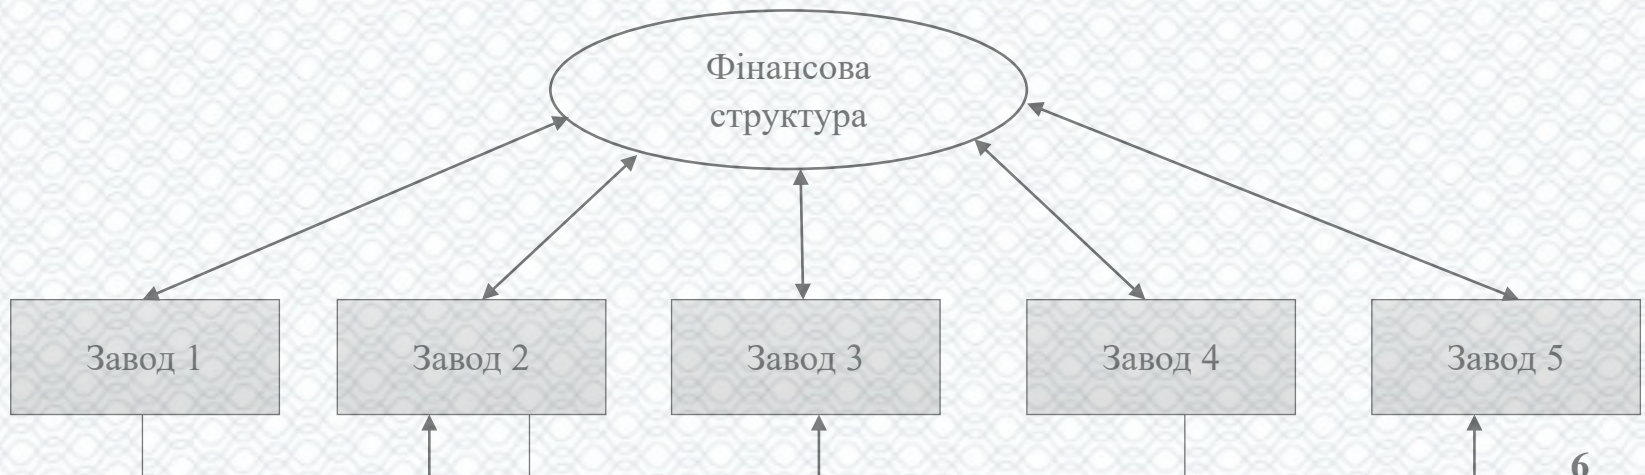 Фінансова
структура
Завод 1
Завод 2
Завод 3
Завод 4
Завод 5
6